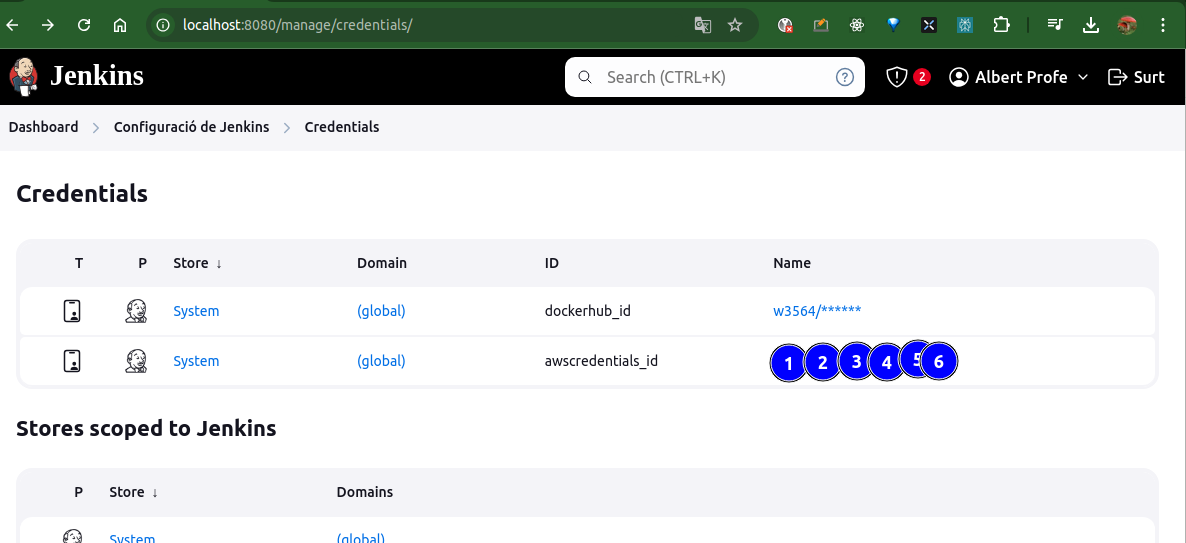 localhost:8080/manage/credentials/
Jenkins
Search (CTRL+K)
?
2
Albert Profe
Surt
Dashboard
Configuració de Jenkins
Credentials
Credentials
T P Store ↓ Domain ID Name
System (global) dockerhub_id w3564/******
System (global) awscredentials_id 1 2 3 4 5 6
Stores scoped to Jenkins
P Store ↓ Domains
System (global)